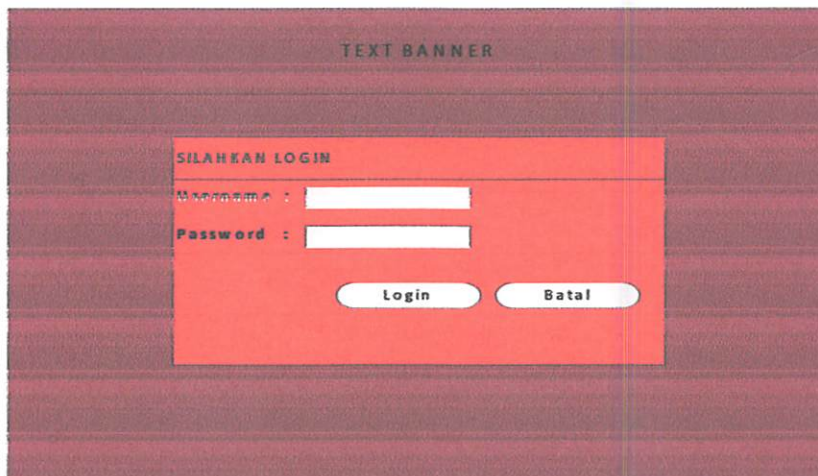 TEXT BANNER
SILAHKAN LOGIN
Username :
Password :
Login Batal